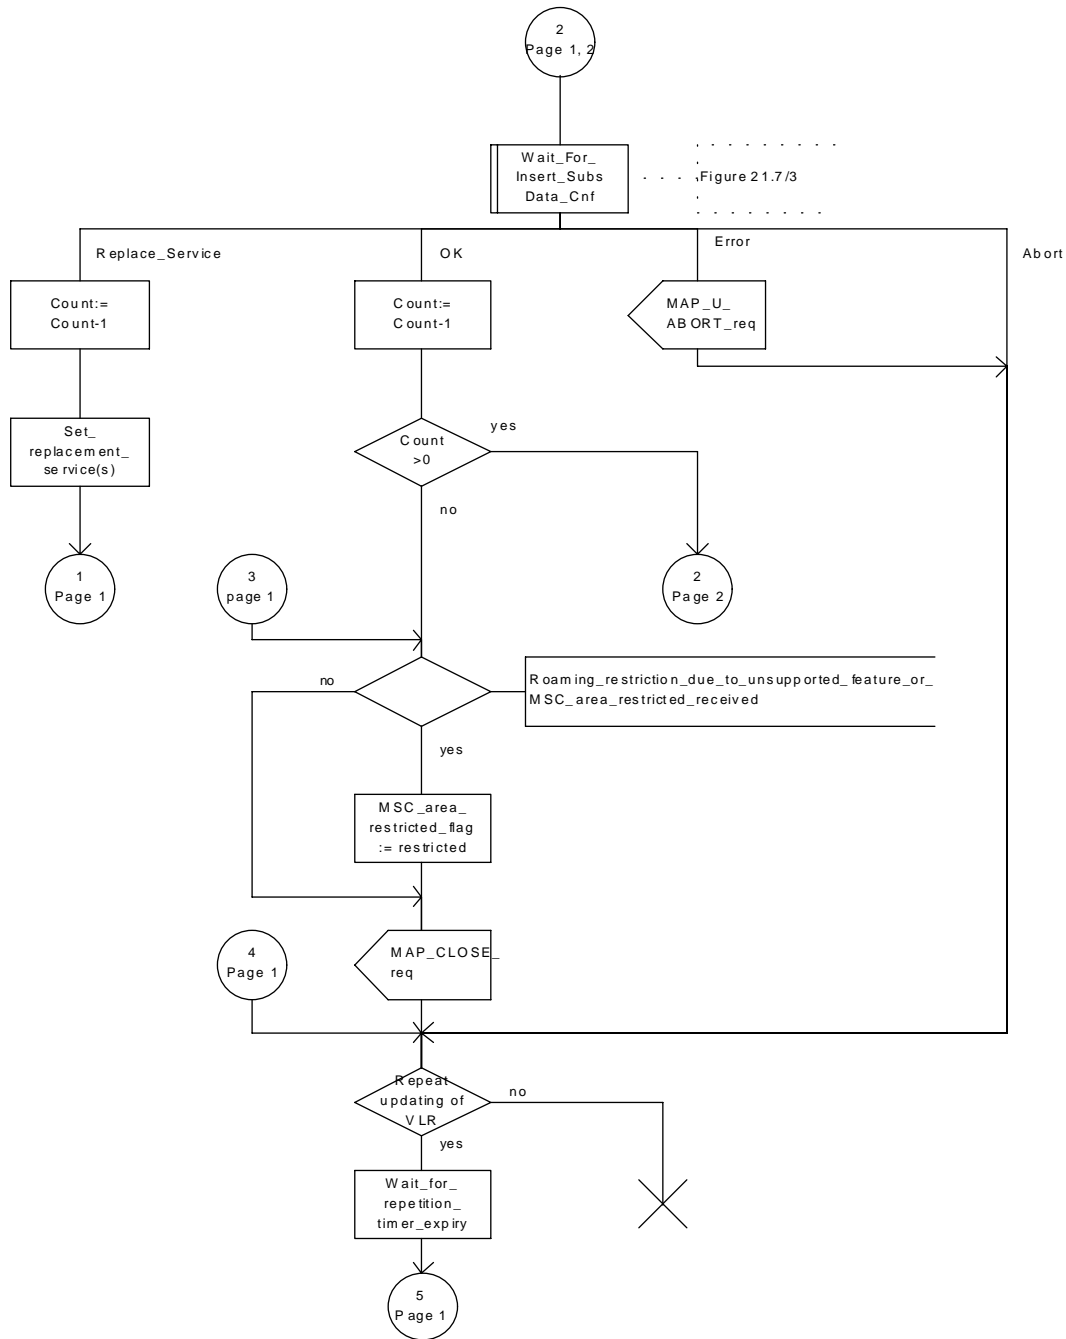 2
Page 1, 2
Wait_For_
Insert_Subs
Data_Cnf
Figure 21.7/3
Replace_Service
OK
Error
Abort
Count:=
Count-1
Count:=
Count-1
MAP_U_
ABORT_req
Set_
replacement_
service(s)
Count
>0
yes
no
1
Page 1
3
page 1
2
Page 2
no
Roaming_restriction_due_to_unsupported_feature_or_
MSC_area_restricted_received
yes
MSC_area_
restricted_flag
:= restricted
4
Page 1
MAP_CLOSE_
req
Repeat
updating of
VLR
no
yes
Wait_for_
repetition_
timer_expiry
5
Page 1